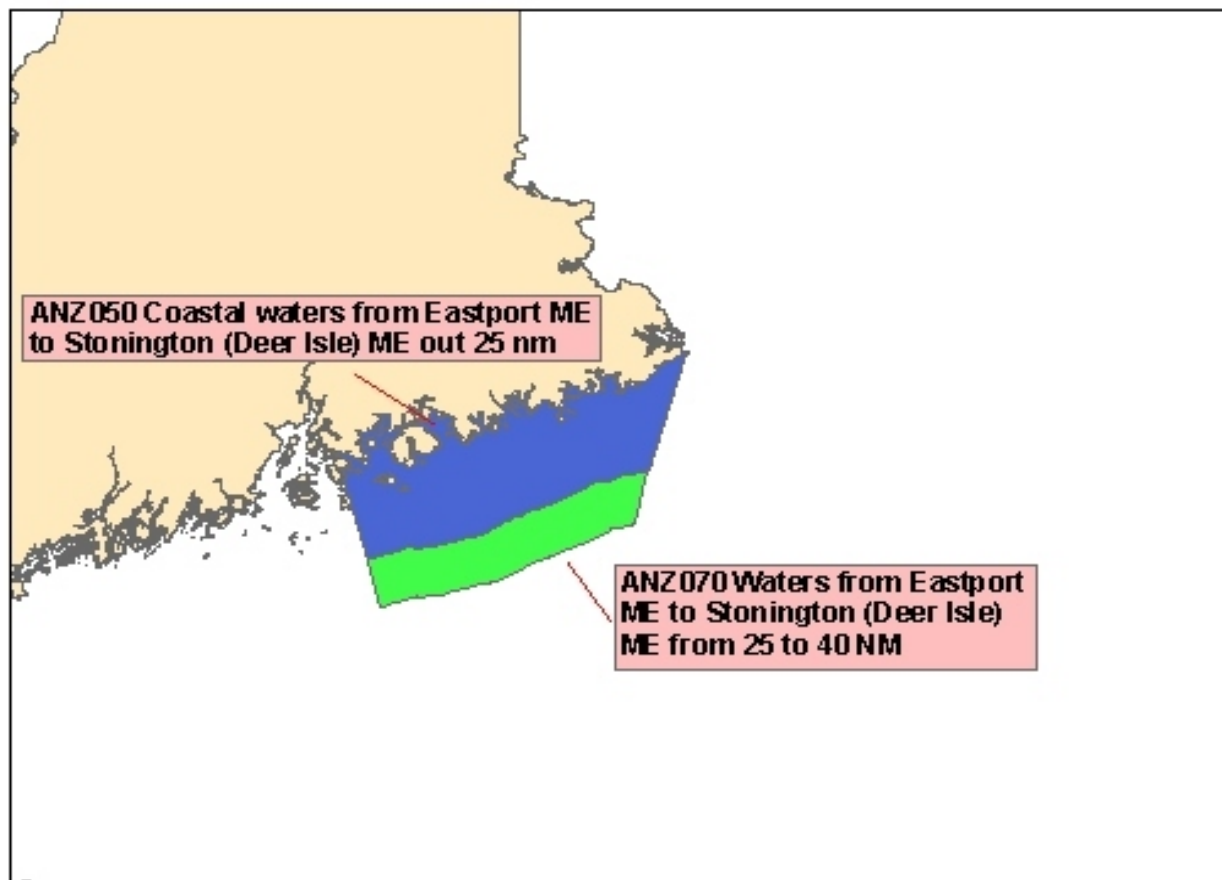 ANZ050 Coastal waters from Eastport ME
to Stonington (Deer Isle) ME out 25 nm
ANZ070 Waters from Eastport
ME to Stonington (Deer Isle)
ME from 25 to 40 NM